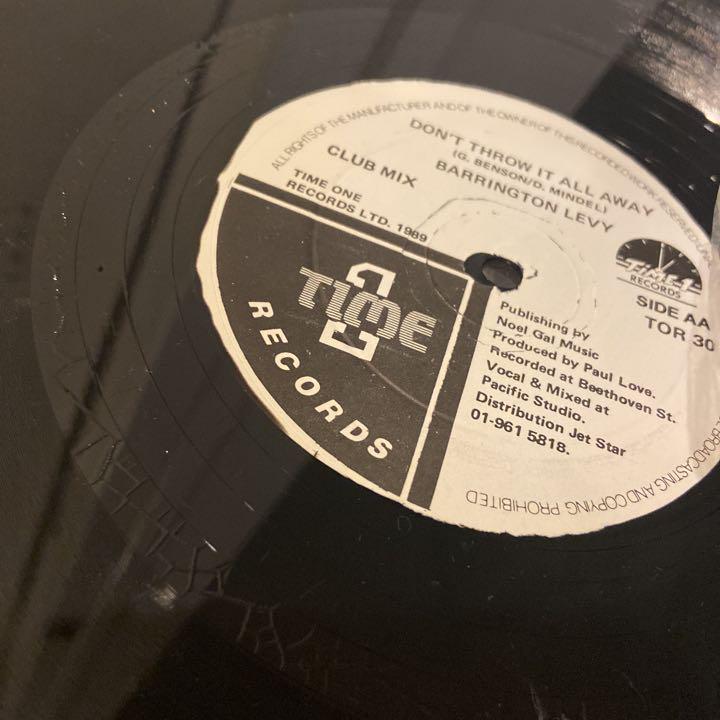 ALL RIGHTS OF THE MANUFACTURER AND OF THE OWNER OF THIS RECORDED WORK RESERVED
DON'T THROW IT ALL AWAY
(G. BENSON/D. MINDEL)
BARRINGTON LEVY
CLUB MIX
TIME ONE
RECORDS LTD. 1989
TIME 1
RECORDS
TIME 1
RECORDS
SIDE AA
TOR 30
Publishing by
Noel Gal Music
Produced by Paul Love.
Recorded at Beethoven St.
Vocal & Mixed at
Pacific Studio.
Distribution Jet Star
01-961 5818.
BROADCASTING AND COPYING PROHIBITED